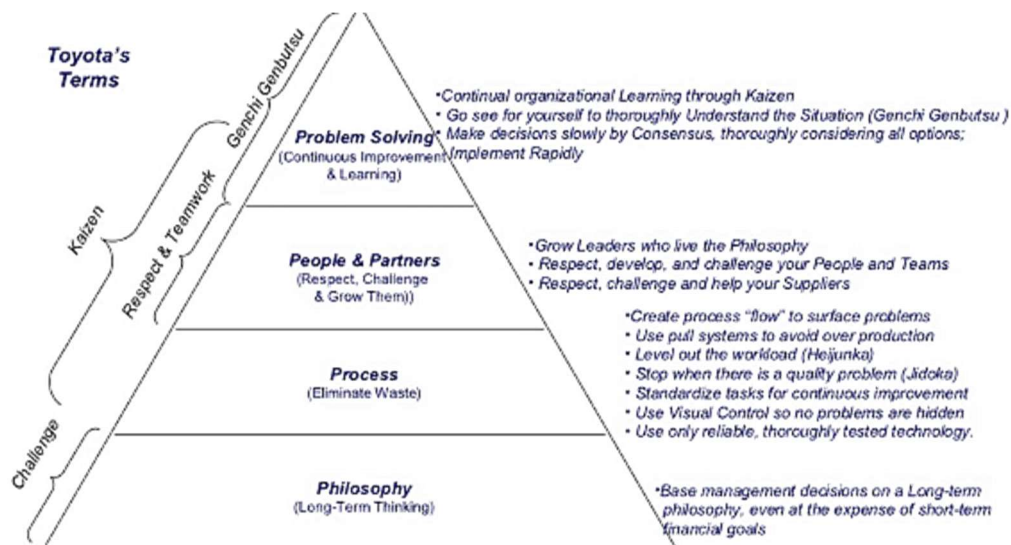 Toyota's
Terms
Genchi Genbutsu
Kaizen
Respect & Teamwork
Challenge
Problem Solving
(Continuous Improvement
& Learning)
•Continual organizational Learning through Kaizen
• Go see for yourself to thoroughly Understand the Situation (Genchi Genbutsu )
• Make decisions slowly by Consensus, thoroughly considering all options;
Implement Rapidly
People & Partners
(Respect, Challenge
& Grow Them))
•Grow Leaders who live the Philosophy
• Respect, develop, and challenge your People and Teams
• Respect, challenge and help your Suppliers
Process
(Eliminate Waste)
•Create process "flow" to surface problems
• Use pull systems to avoid over production
• Level out the workload (Heijunka)
• Stop when there is a quality problem (Jidoka)
• Standardize tasks for continuous improvement
• Use Visual Control so no problems are hidden
• Use only reliable, thoroughly tested technology.
Philosophy
(Long-Term Thinking)
•Base management decisions on a Long-term
philosophy, even at the expense of short-term
financial goals